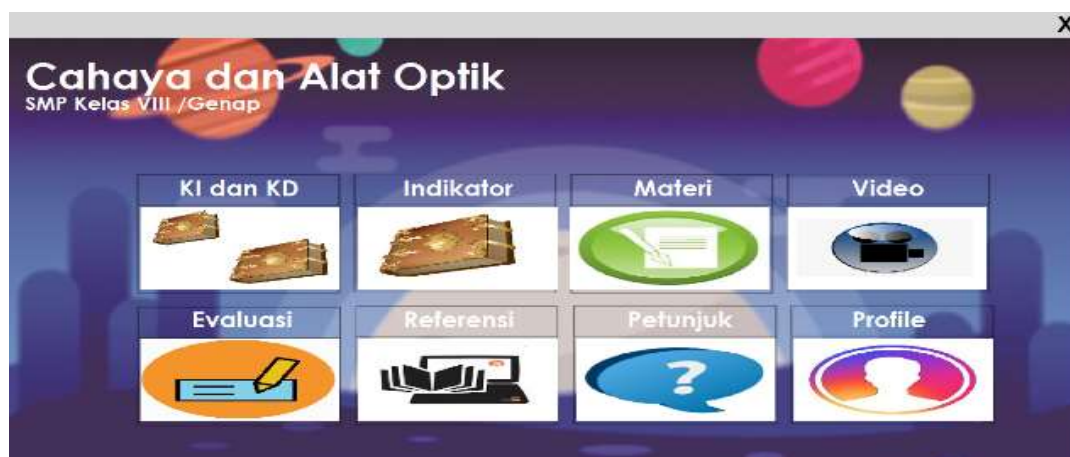 X
Cahaya dan Alat Optik
SMP Kelas VIII /Genap
KI dan KD Indikator Materi Video
Evaluasi Referensi Petunjuk Profile
?